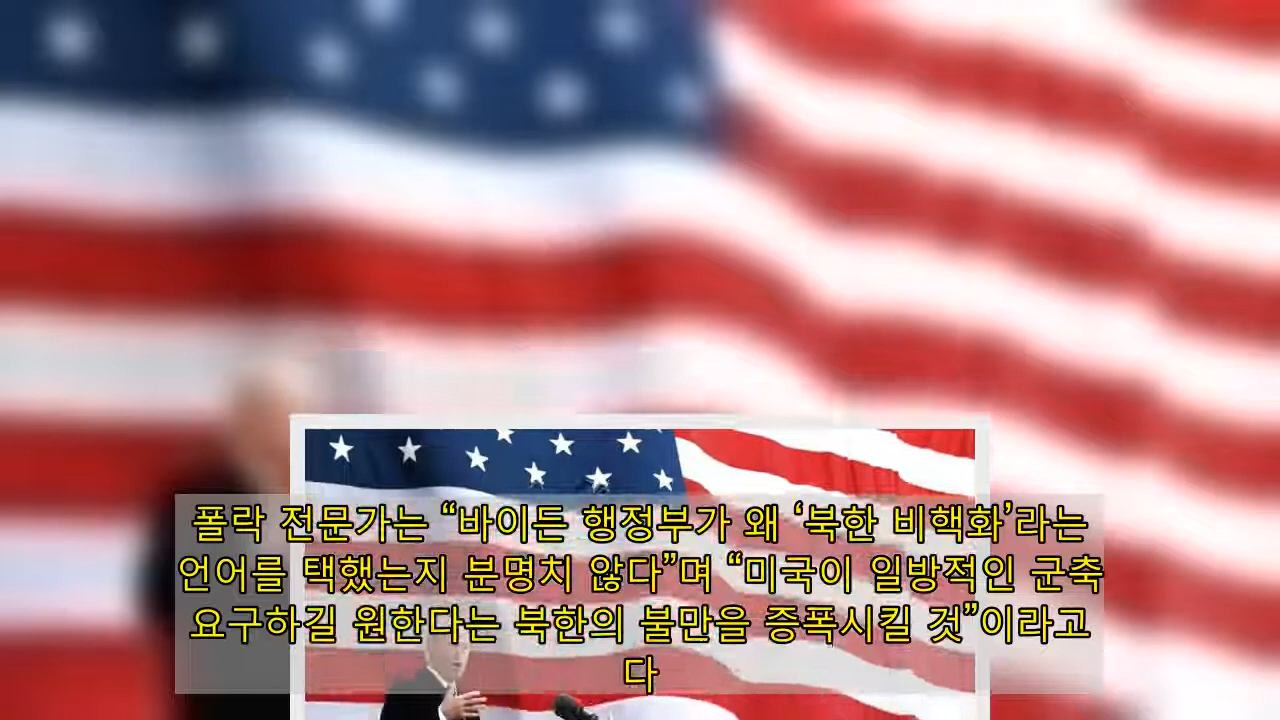 폴락 전문가는 “바이든 행정부가 왜 ‘북한 비핵화’라는
언어를 택했는지 분명치 않다”며 “미국이 일방적인 군축
요구하길 원한다는 북한의 불만을 증폭시킬 것”이라고
다